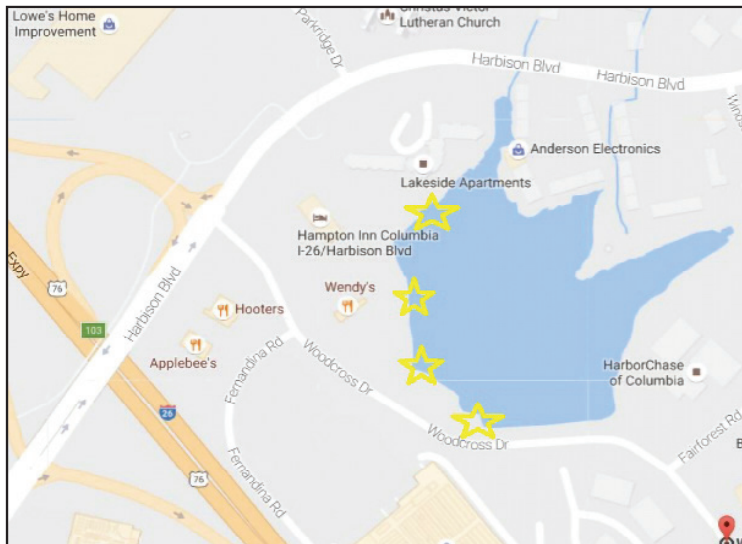 Lowe's Home
Improvement
Lutheran Church
Parkridge Dr
Harbison Blvd
Harbison Blvd
Anderson Electronics
Lakeside Apartments
Hampton Inn Columbia
I-26/Harbison Blvd
Expy
76
Harbison Blvd
Wendy's
Hooters
103
Applebee's
Fernandina Rd
Woodcross Dr
HarborChase
of Columbia
26
76
Fernandina Rd
Woodcross Dr
Fairforest Rd